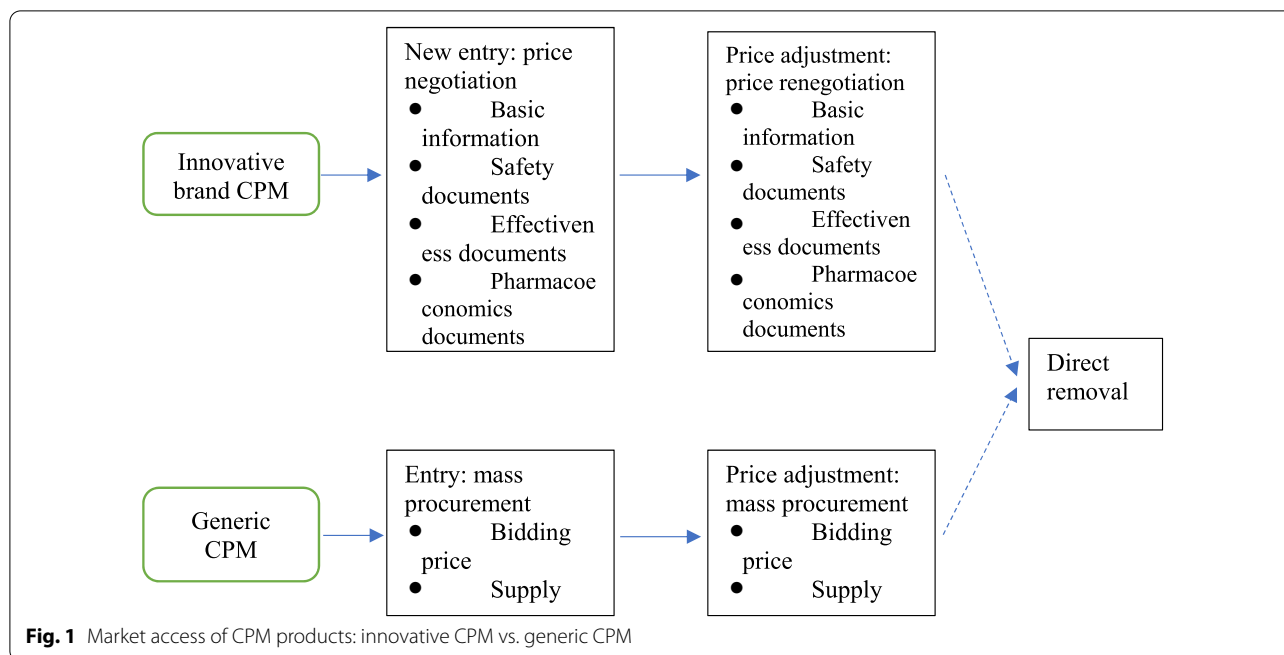 Innovative
brand CPM
New entry: price
negotiation
● Basic
information
● Safety
documents
● Effectiven
ess documents
● Pharmacoe
conomics
documents
Price adjustment:
price renegotiation
● Basic
information
● Safety
documents
● Effectiven
ess documents
● Pharmacoe
conomics
documents
Direct
removal
Generic
CPM
Entry: mass
procurement
● Bidding
price
● Supply
Price adjustment:
mass procurement
● Bidding
price
● Supply
Fig. 1 Market access of CPM products: innovative CPM vs. generic CPM